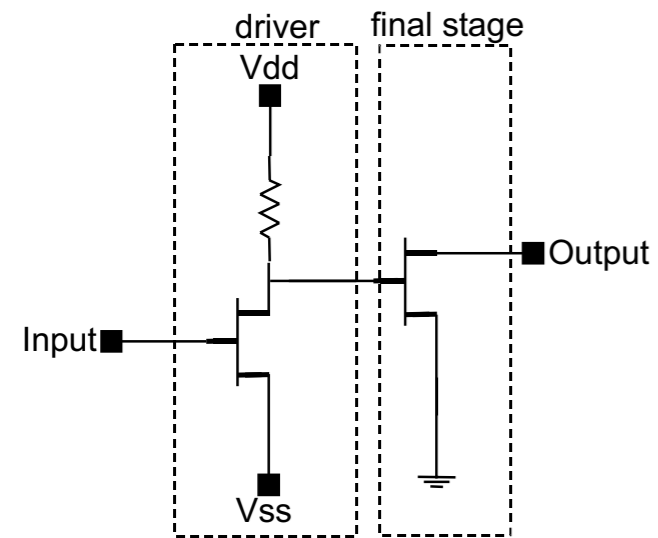 driver
final stage
Vdd
Output
Input
Vss